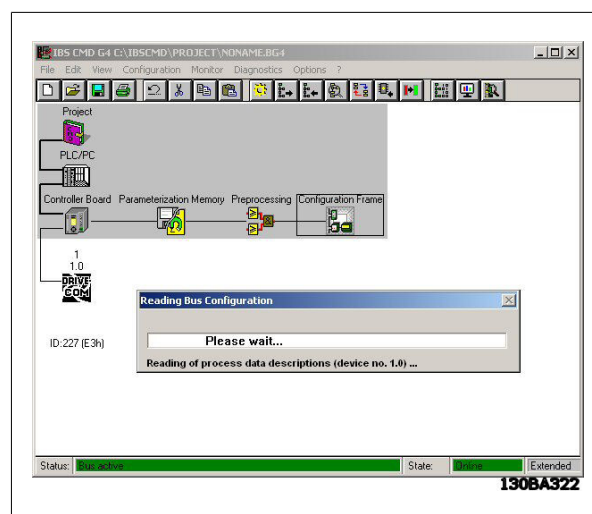 IBS CMD G4 C:\IBSCMD\PROJECT\NONAME.BG4
File Edit View Configuration Monitor Diagnostics Options ?
Project
PLC/PC
Controller Board Parameterization Memory Preprocessing Configuration Frame
1
1.0
DRIVE
COM
ID:227 (E3h)
Reading Bus Configuration
Please wait...
Reading of process data descriptions (device no. 1.0) ...
Status: Bus active State: Online Extended
130BA322